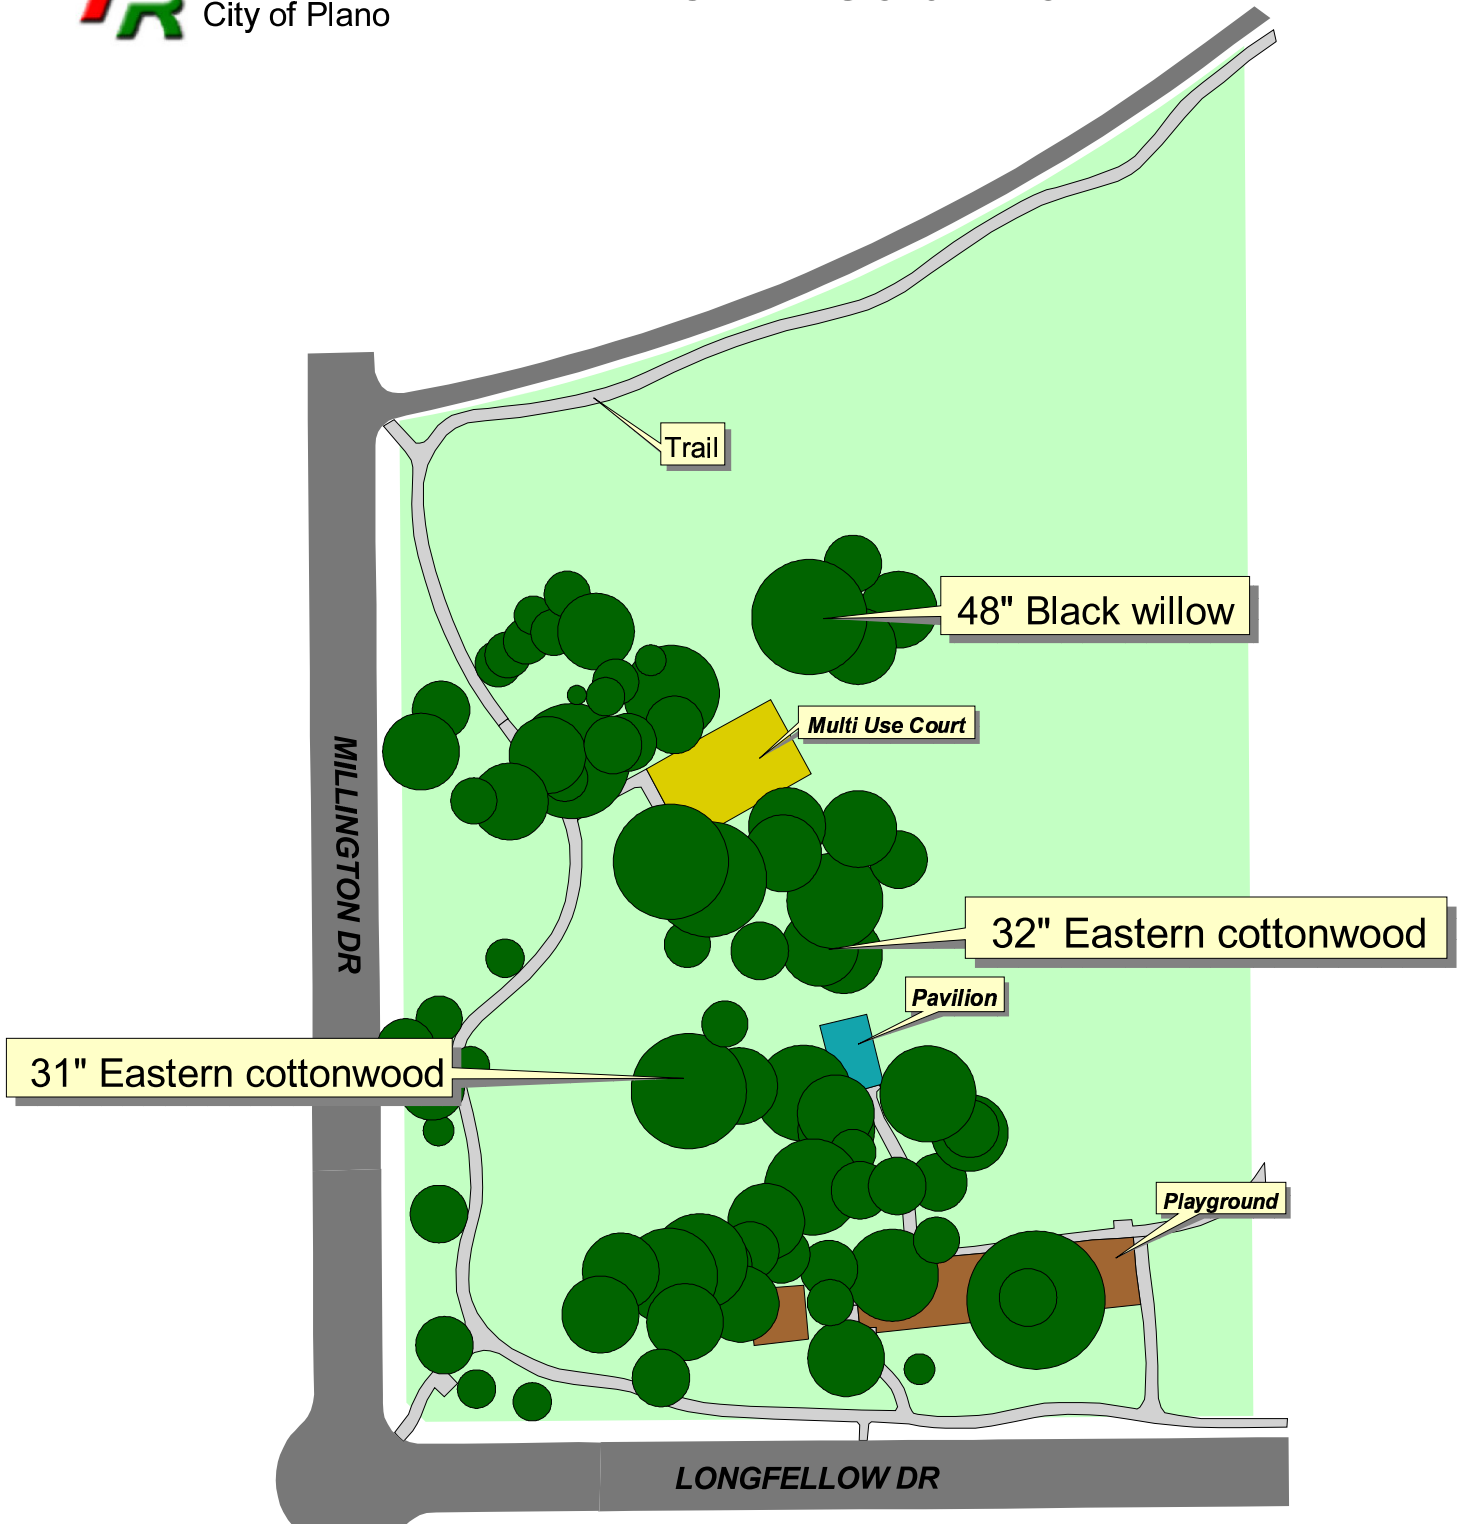 City of Plano
Trail
48" Black willow
Multi Use Court
MILLINGTON DR
32" Eastern cottonwood
Pavilion
31" Eastern cottonwood
Playground
LONGFELLOW DR